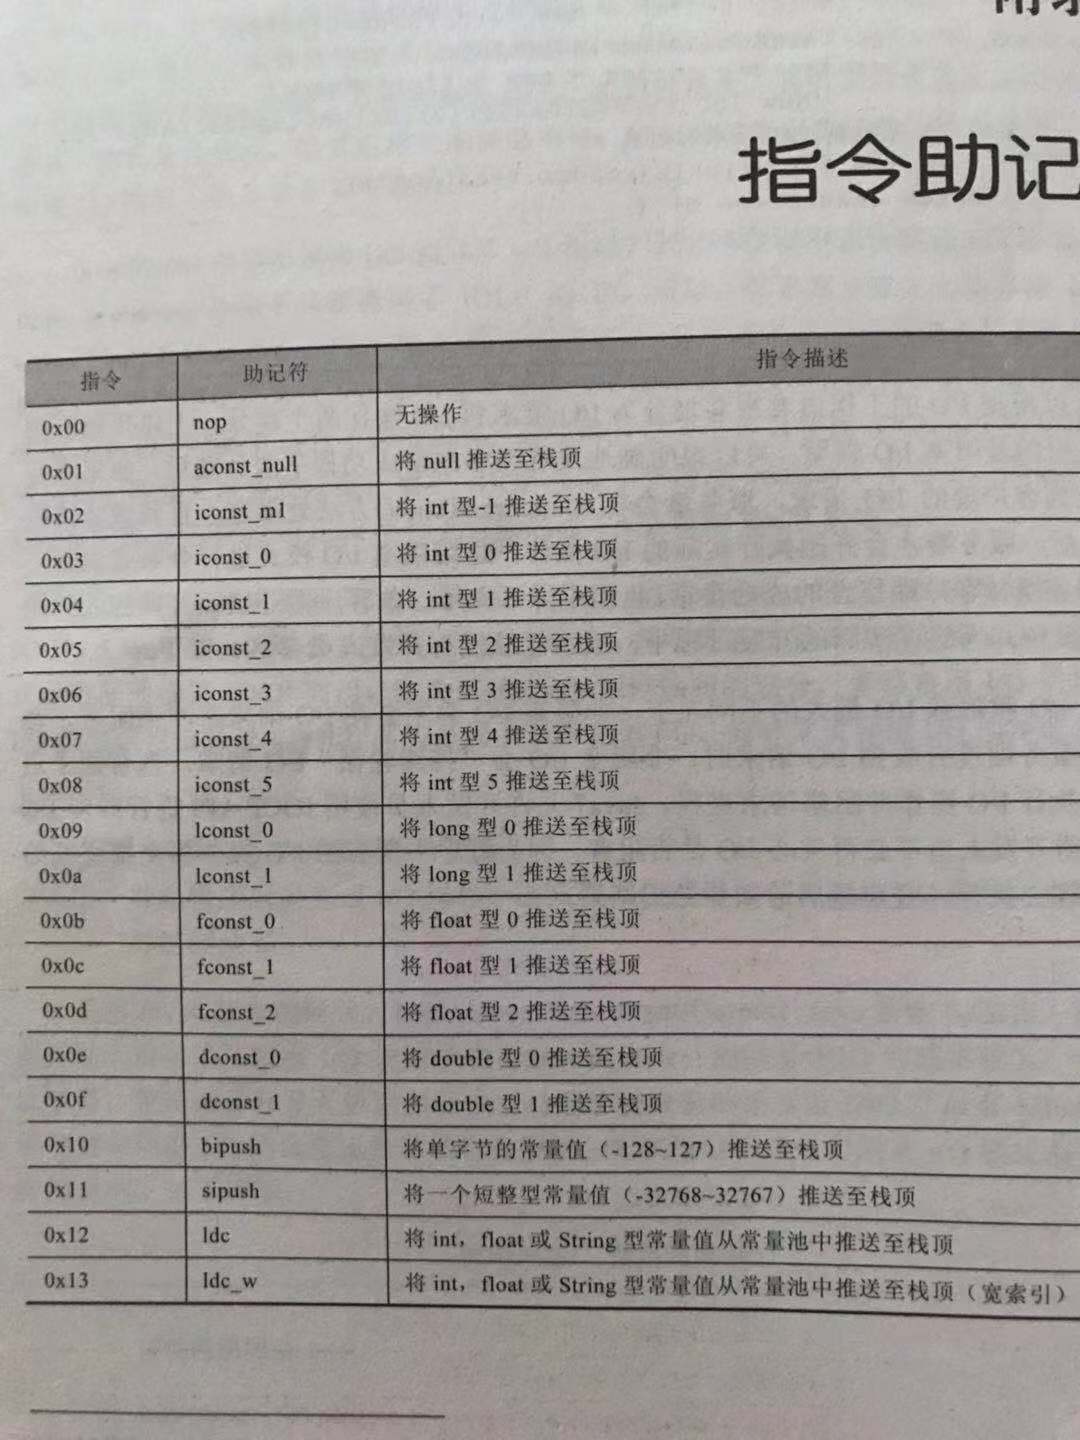 指令助记
指令 助记符 指令描述
0x00 nop 无操作
0x01 aconst_null 将 null 推送至栈顶
0x02 iconst_m1 将 int 型-1 推送至栈顶
0x03 iconst_0 将 int 型 0 推送至栈顶
0x04 iconst_1 将 int 型 1 推送至栈顶
0x05 iconst_2 将 int 型 2 推送至栈顶
0x06 iconst_3 将 int 型 3 推送至栈顶
0x07 iconst_4 将 int 型 4 推送至栈顶
0x08 iconst_5 将 int 型 5 推送至栈顶
0x09 lconst_0 将 long 型 0 推送至栈顶
0x0a lconst_1 将 long 型 1 推送至栈顶
0x0b fconst_0 将 float 型 0 推送至栈顶
0x0c fconst_1 将 float 型 1 推送至栈顶
0x0d fconst_2 将 float 型 2 推送至栈顶
0x0e dconst_0 将 double 型 0 推送至栈顶
0x0f dconst_1 将 double 型 1 推送至栈顶
0x10 bipush 将单字节的常量值（-128~127）推送至栈顶
0x11 sipush 将一个短整型常量值（-32768~32767）推送至栈顶
0x12 ldc 将 int，float 或 String 型常量值从常量池中推送至栈顶
0x13 ldc_w 将 int，float 或 String 型常量值从常量池中推送至栈顶（宽索引）